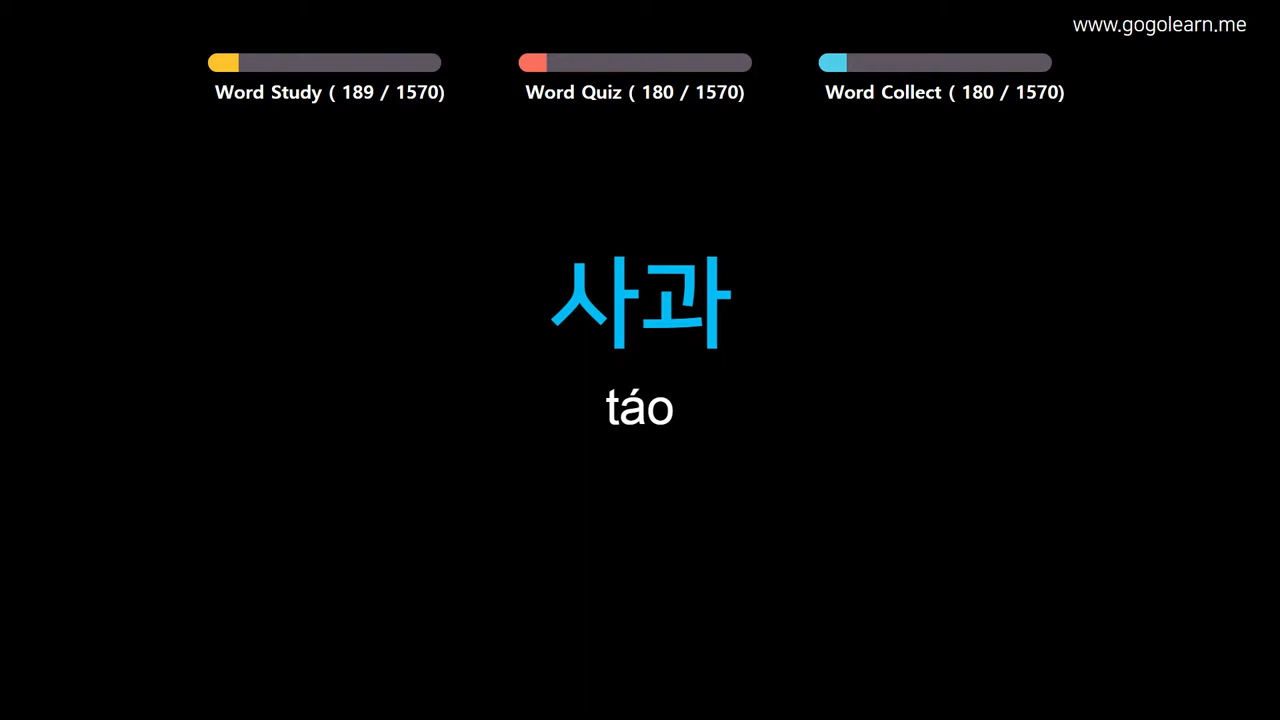 www.gogolearn.me
Word Study ( 189 / 1570)
Word Quiz ( 180 / 1570)
Word Collect ( 180 / 1570)
사과
táo